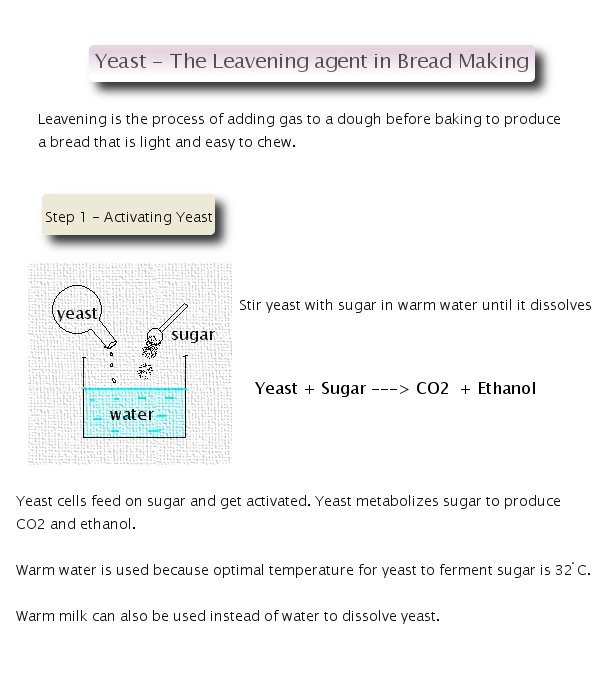 Yeast - The Leavening agent in Bread Making
Leavening is the process of adding gas to a dough before baking to produce
a bread that is light and easy to chew.
Step 1 - Activating Yeast
yeast
sugar
water
Stir yeast with sugar in warm water until it dissolves
Yeast + Sugar ---> CO2 + Ethanol
Yeast cells feed on sugar and get activated. Yeast metabolizes sugar to produce
CO2 and ethanol.
Warm water is used because optimal temperature for yeast to ferment sugar is 32°C.
Warm milk can also be used instead of water to dissolve yeast.